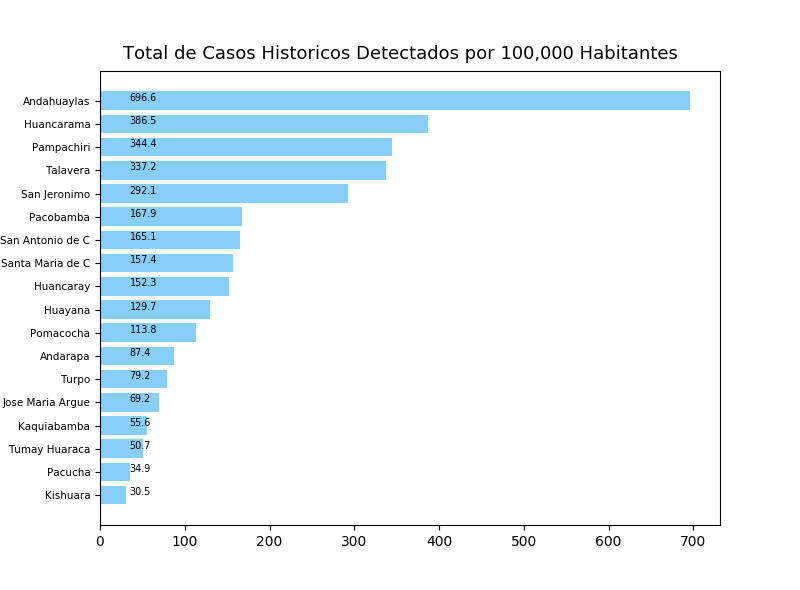 Total de Casos Historicos Detectados por 100,000 Habitantes
Andahuaylas 696.6
Huancarama 386.5
Pampachiri 344.4
Talavera 337.2
San Jeronimo 292.1
Pacobamba 167.9
San Antonio de C 165.1
Santa Maria de C 157.4
Huancaray 152.3
Huayana 129.7
Pomacocha 113.8
Andarapa 87.4
Turpo 79.2
Jose Maria Argue 69.2
Kaquiabamba 55.6
Tumay Huaraca 50.7
Pacucha 34.9
Kishuara 30.5
0 100 200 300 400 500 600 700